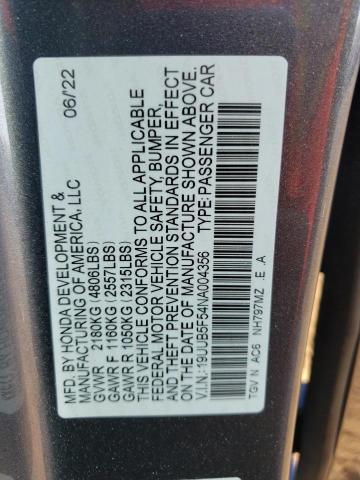 MFD. BY HONDA DEVELOPMENT & 06/22
MANUFACTURING OF AMERICA, LLC
GVWR 2180KG (4806LBS)
GAWR F 1160KG (2557LBS)
GAWR R 1050KG (2315LBS)
THIS VEHICLE CONFORMS TO ALL APPLICABLE
FEDERAL MOTOR VEHICLE SAFETY, BUMPER,
AND THEFT PREVENTION STANDARDS IN EFFECT
ON THE DATE OF MANUFACTURE SHOWN ABOVE.
V.I.N.: 19UUB5F54NA004356 TYPE: PASSENGER CAR
TGV N AC6 NH797MZ .E .A